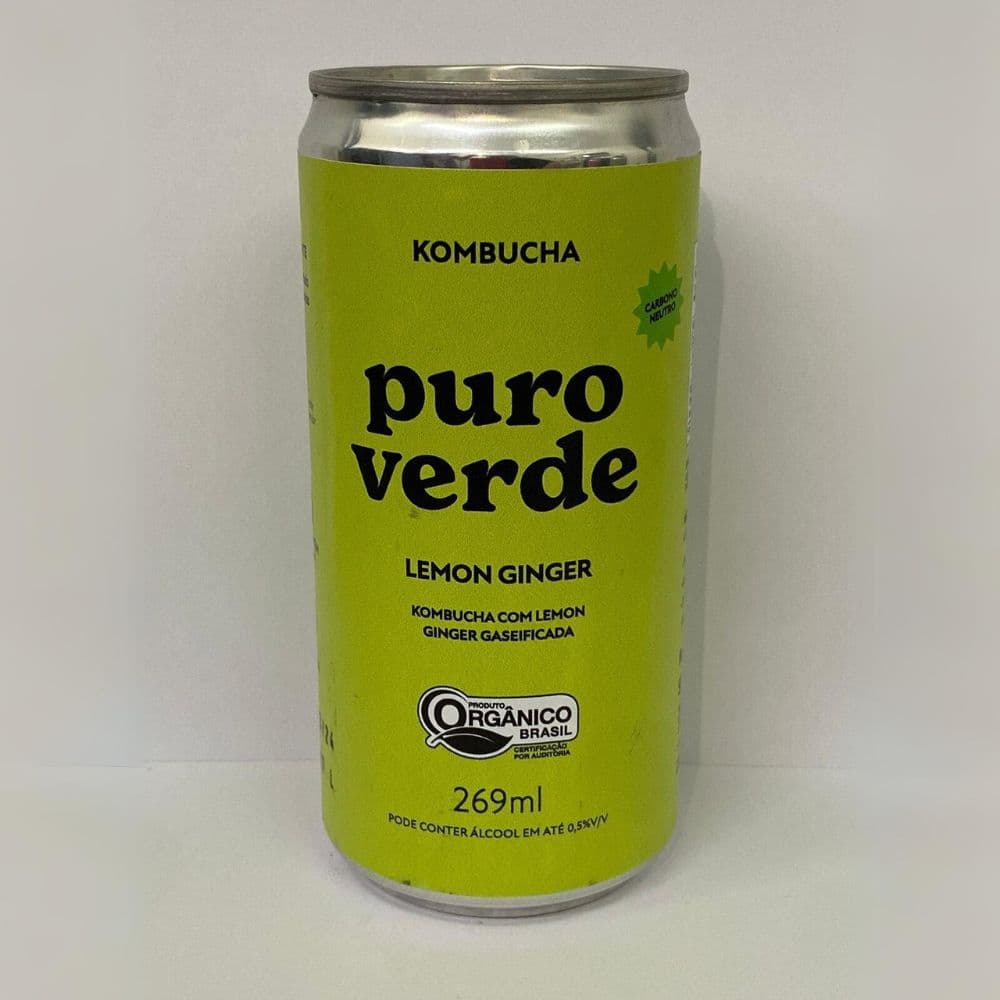 KOMBUCHA
CARBONO
NEUTRO
puro
verde
LEMON GINGER
KOMBUCHA COM LEMON
GINGER GASEIFICADA
PRODUTO
ORGÂNICO
BRASIL
CERTIFICAÇÃO
POR AUDITORIA
269ml
PODE CONTER ÁLCOOL EM ATÉ 0,5%V/V